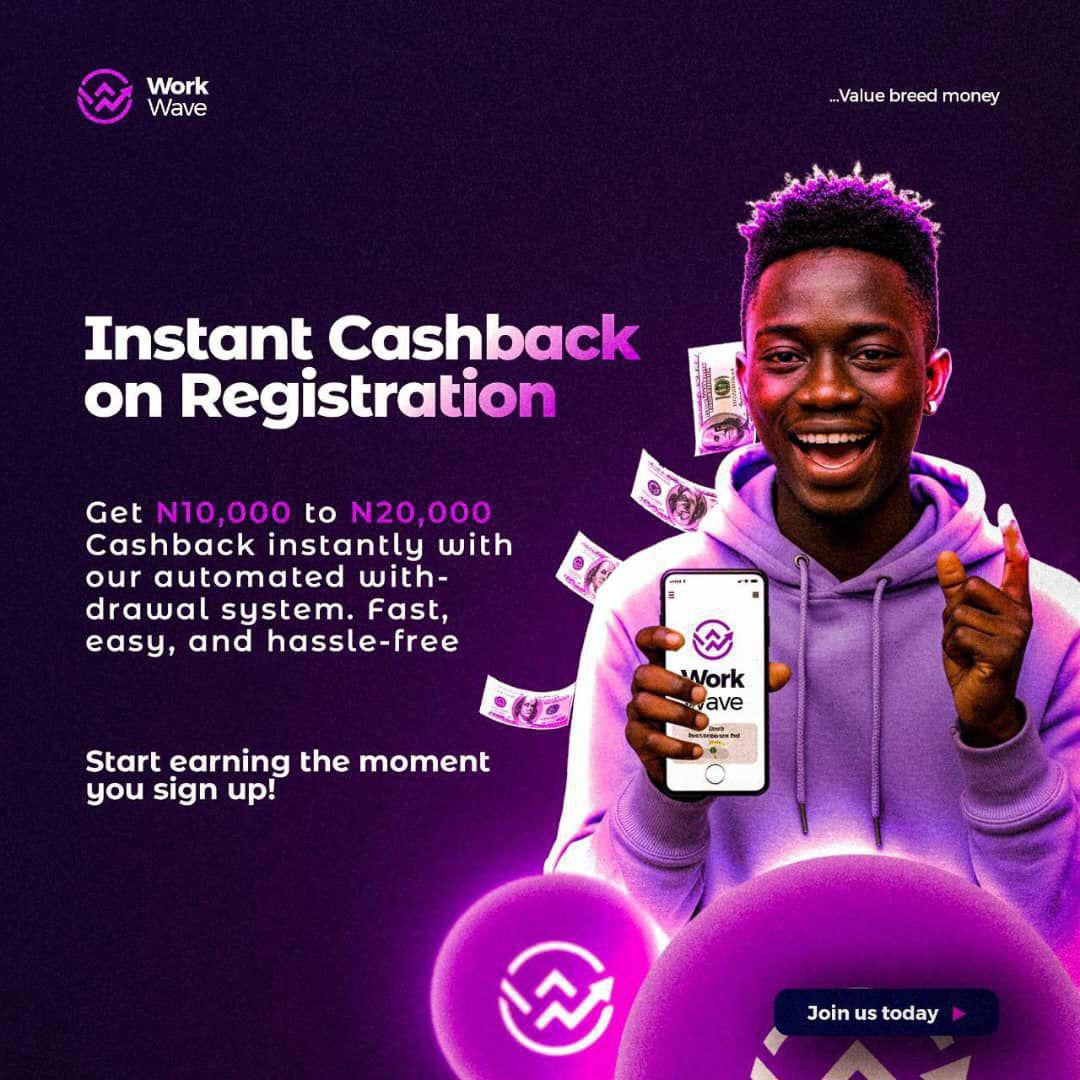 Work
Wave
...Value breed money
Instant Cashback
on Registration
Get N10,000 to N20,000
Cashback instantly with
our automated with-
drawal system. Fast,
easy, and hassle-free
Start earning the moment
you sign up!
Work
Wave
Join us today